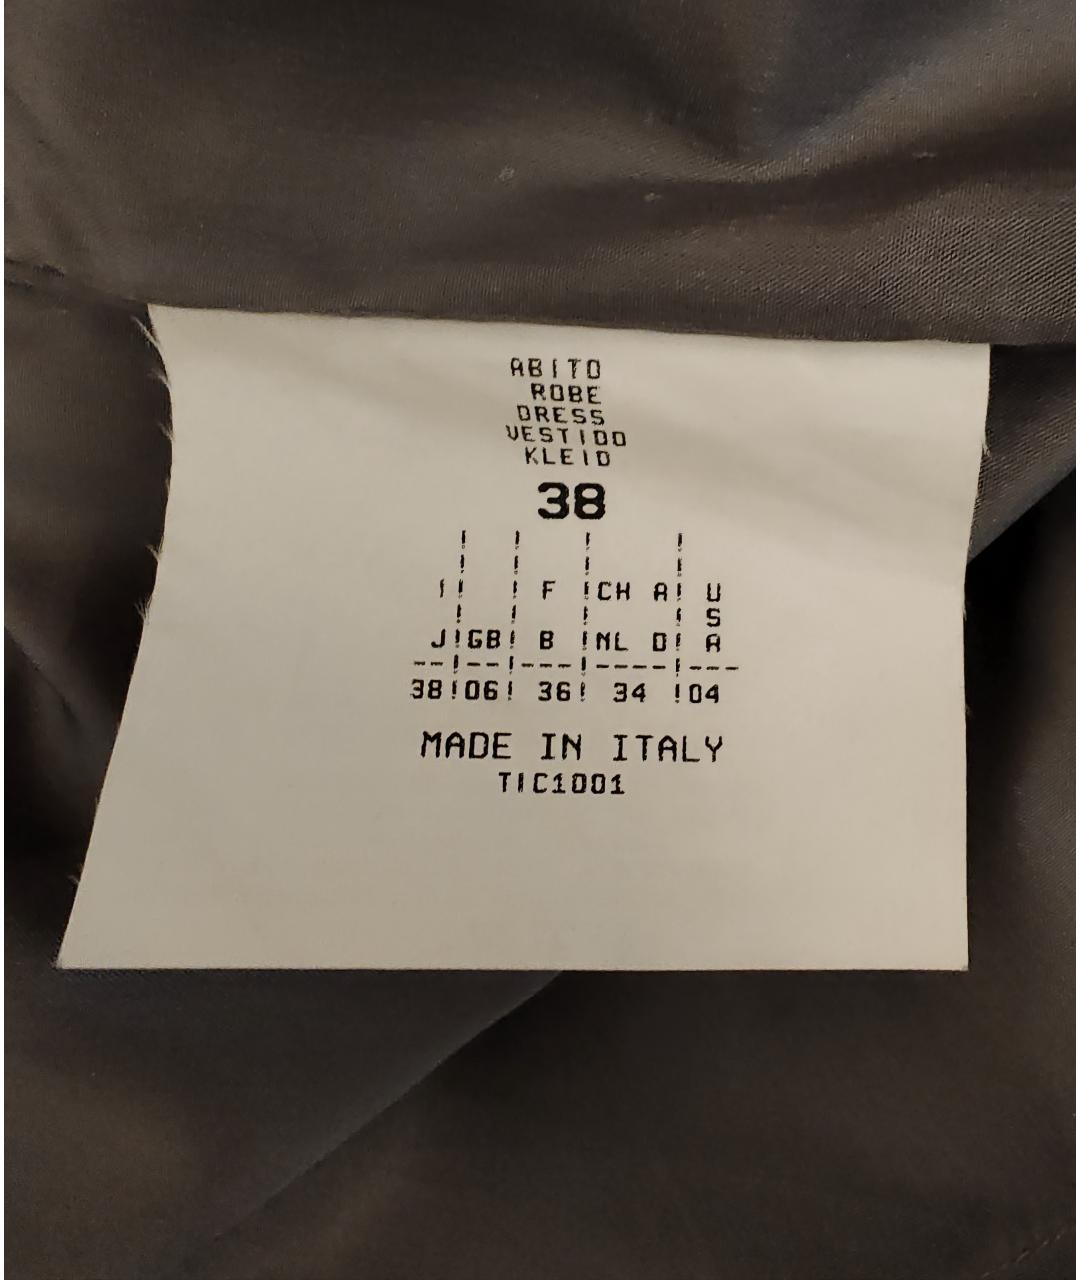 ABITO
ROBE
DRESS
VESTIDO
KLEID
38
I ! ! F ! CH A ! U
S
J ! GB ! B ! NL D ! A
--!--!---!----!---
38!06! 36! 34 !04
MADE IN ITALY
TIC1001